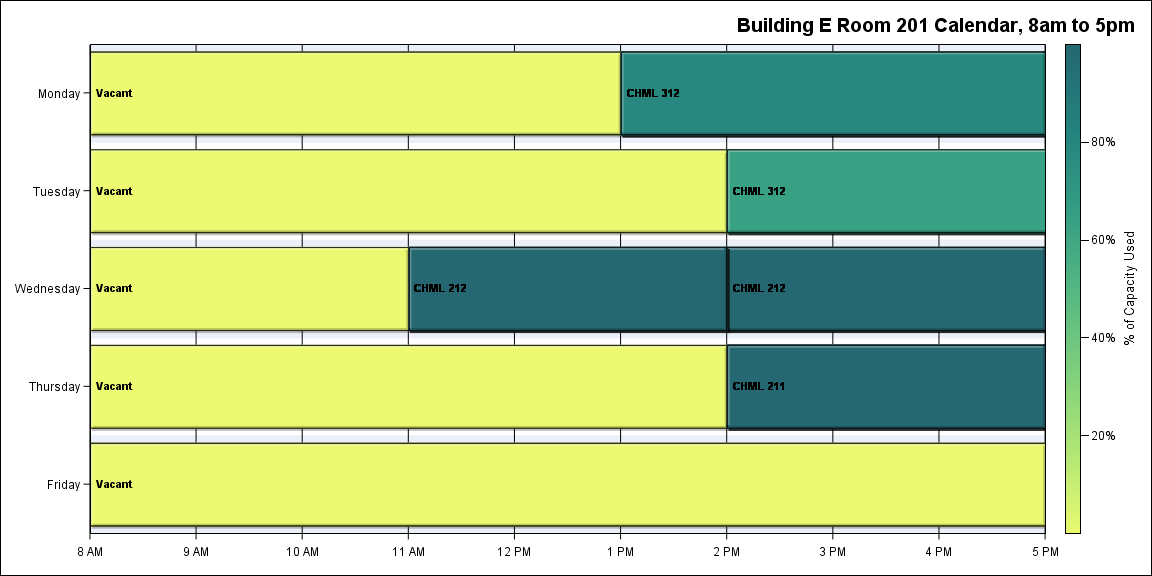 Building E Room 201 Calendar, 8am to 5pm
Monday
Vacant
CHML 312
Tuesday
Vacant
CHML 312
Wednesday
Vacant
CHML 212
CHML 212
Thursday
Vacant
CHML 211
Friday
Vacant
8 AM
9 AM
10 AM
11 AM
12 PM
1 PM
2 PM
3 PM
4 PM
5 PM
80%
60%
40%
20%
% of Capacity Used